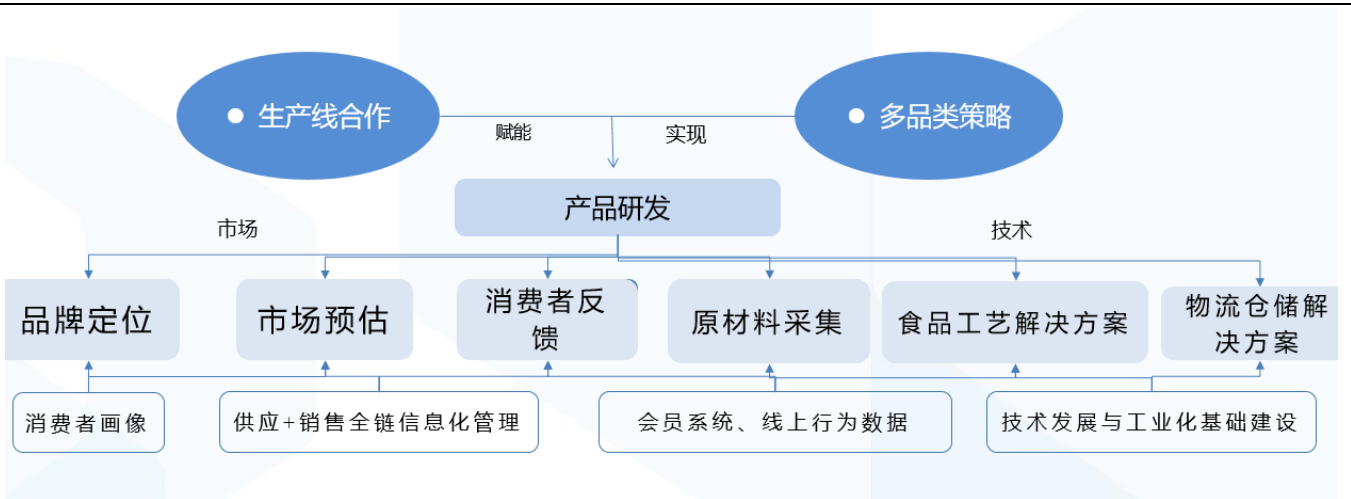 生产线合作
多品类策略
赋能
实现
产品研发
市场
技术
品牌定位
市场预估
消费者反
馈
原材料采集
食品工艺解决方案
物流仓储解
决方案
消费者画像
供应+销售全链信息化管理
会员系统、线上行为数据
技术发展与工业化基础建设